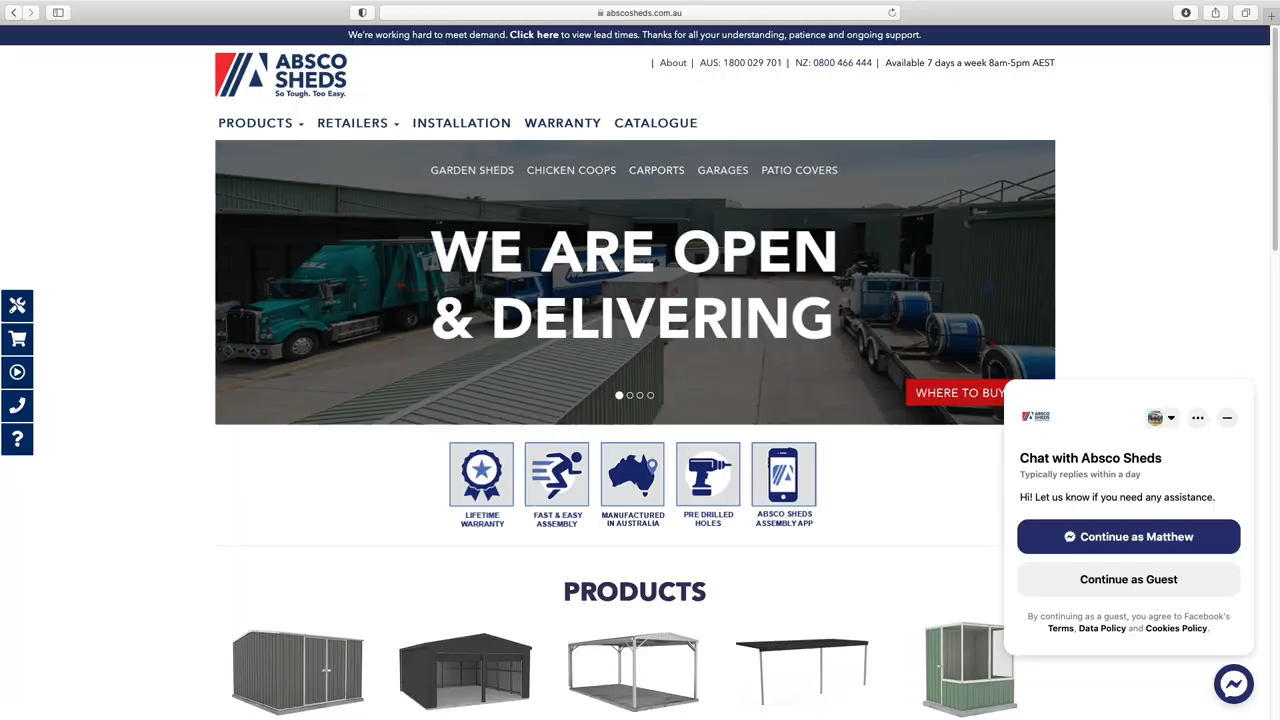 abscosheds.com.au
We're working hard to meet demand. Click here to view lead times. Thanks for all your understanding, patience and ongoing support.
ABSCO
SHEDS
So Tough. Too Easy.
| About | AUS: 1800 029 701 | NZ: 0800 466 444 | Available 7 days a week 8am-5pm AEST
PRODUCTS RETAILERS INSTALLATION WARRANTY CATALOGUE
GARDEN SHEDS CHICKEN COOPS CARPORTS GARAGES PATIO COVERS
WE ARE OPEN
& DELIVERING
WHERE TO BUY
LIFETIME
WARRANTY
FAST & EASY
ASSEMBLY
MANUFACTURED
IN AUSTRALIA
PRE DRILLED
HOLES
ABSCO SHEDS
ASSEMBLY APP
PRODUCTS
ABSCO
SHEDS
Chat with Absco Sheds
Typically replies within a day
Hi! Let us know if you need any assistance.
Continue as Matthew
Continue as Guest
By continuing as a guest, you agree to Facebook's
Terms, Data Policy and Cookies Policy.